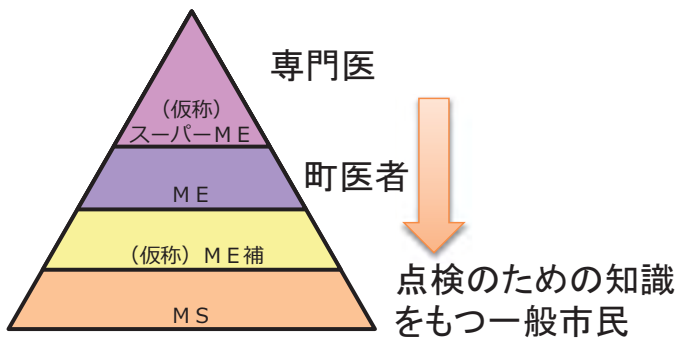 専門医
（仮称）
スーパーＭＥ
町医者
ＭＥ
（仮称）ＭＥ補
点検のための知識
をもつ一般市民
ＭＳ